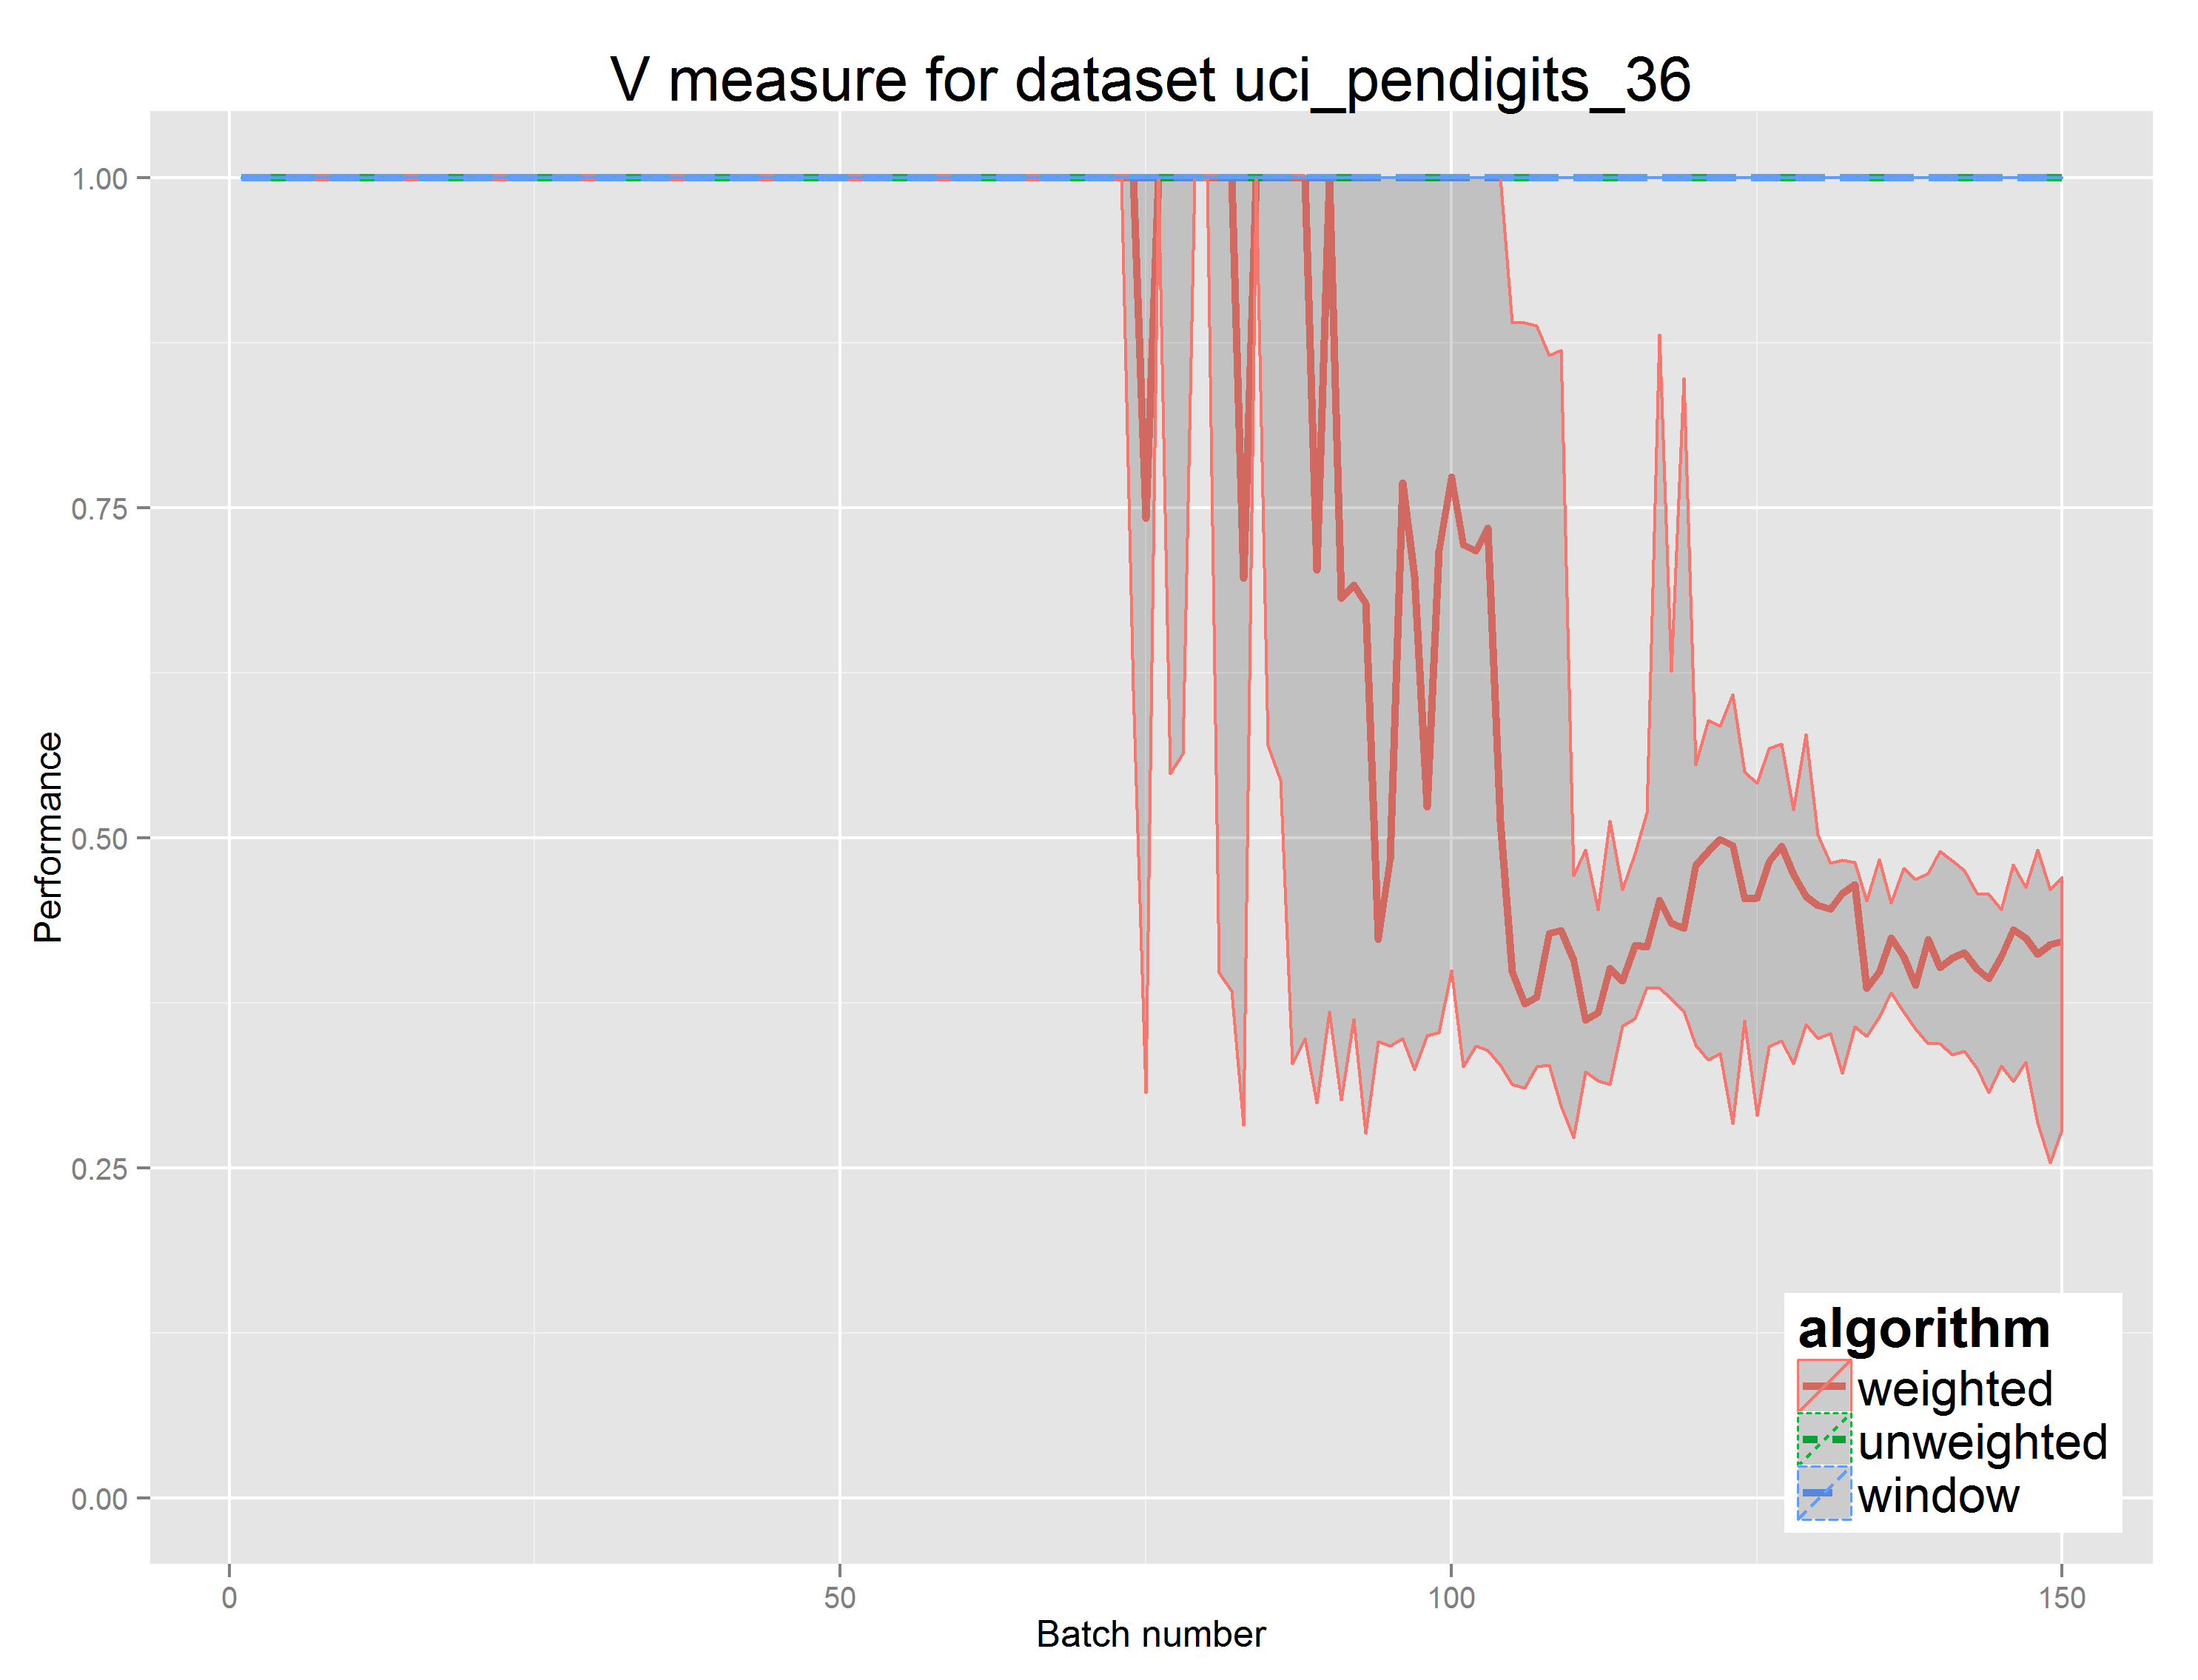 V measure for dataset uci_pendigits_36
1.00
0.75
0.50
0.25
0.00
Performance
0
50
100
150
Batch number
algorithm
weighted
unweighted
window